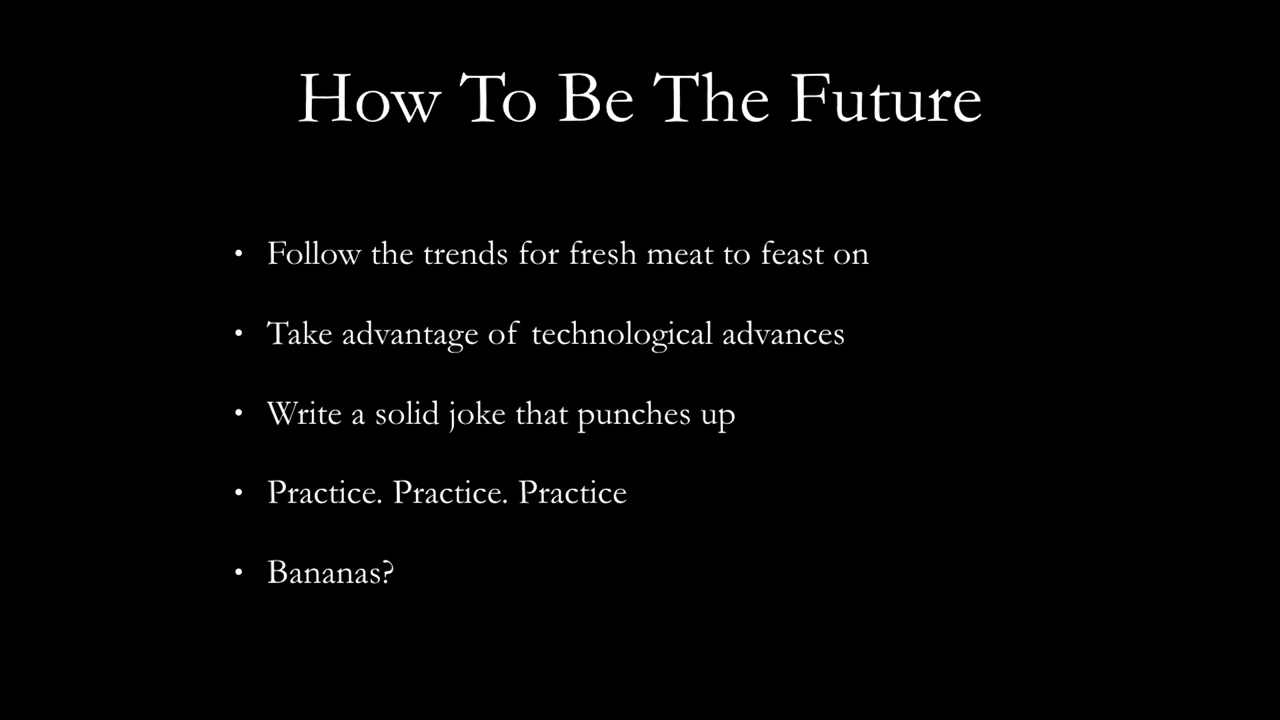 How To Be The Future
• Follow the trends for fresh meat to feast on
• Take advantage of technological advances
• Write a solid joke that punches up
• Practice. Practice. Practice
• Bananas?